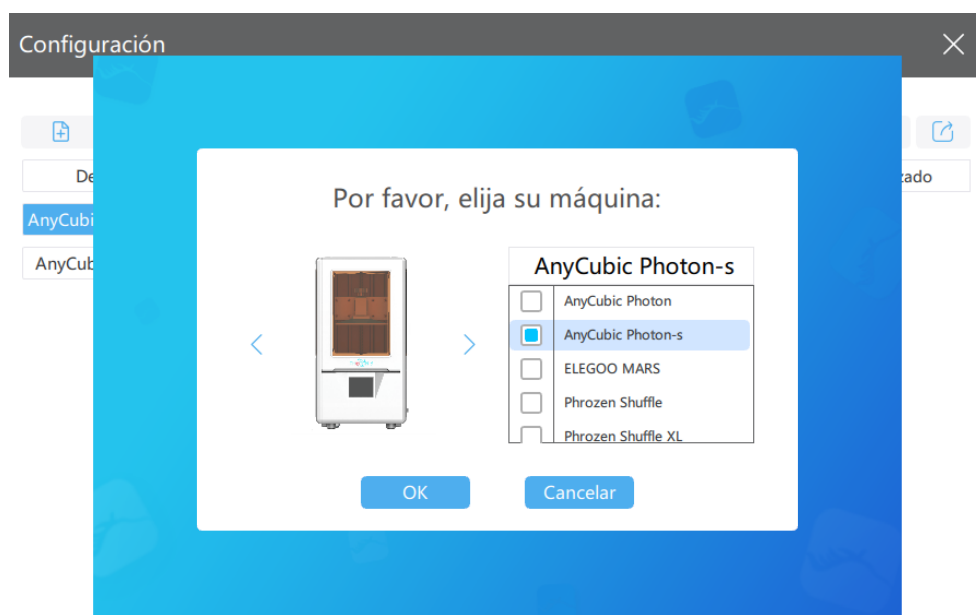 Configuración
De
zado
AnyCubi
AnyCub
Por favor, elija su máquina:
AnyCubic Photon-s
AnyCubic Photon
AnyCubic Photon-s
ELEGOO MARS
Phrozen Shuffle
Phrozen Shuffle XL
OK
Cancelar